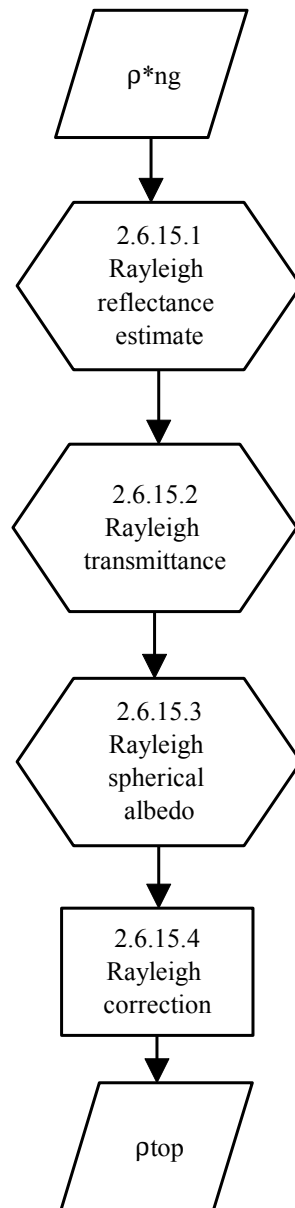 ρ*ng
2.6.15.1
Rayleigh
reflectance
estimate
2.6.15.2
Rayleigh
transmittance
2.6.15.3
Rayleigh
spherical
albedo
2.6.15.4
Rayleigh
correction
ρtop